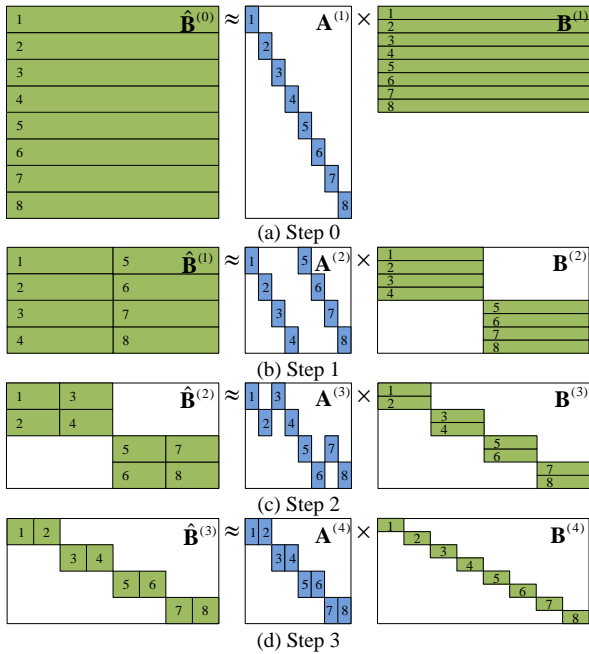 B̂^(0) ≈ A^(1) × B^(1)
1 2 3 4 5 6 7 8
1 2 3 4 5 6 7 8
1 2 3 4 5 6 7 8
(a) Step 0
B̂^(1) ≈ A^(2) × B^(2)
1 5
2 6
3 7
4 8
1 5
2 6
3 7
4 8
1 2 3 4 5 6 7 8
(b) Step 1
B̂^(2) ≈ A^(3) × B^(3)
1 3
2 4
5 7
6 8
1 3
2 4
5 7
6 8
1 2 3 4 5 6 7 8
(c) Step 2
B̂^(3) ≈ A^(4) × B^(4)
1 2
3 4
5 6
7 8
1 2
3 4
5 6
7 8
1 2 3 4 5 6 7 8
(d) Step 3